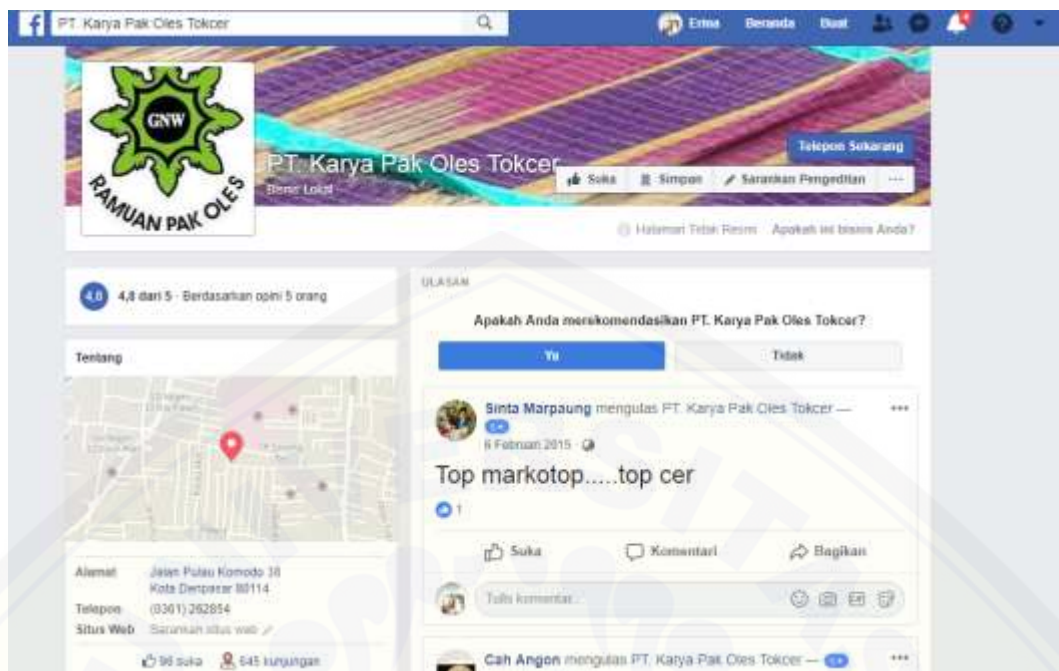 PT. Karya Pak Oles Tokcer
Erina Beranda Buat
GNW
RAMUAN PAK OLES
PT. Karya Pak Oles Tokcer
Bisnis Lokal
Telepon Sekarang
Suka Simpan Sarankan Pengeditan
Halaman Tidak Resmi Apakah ini bisnis Anda?
4,8 4,8 dari 5 · Berdasarkan opini 5 orang
Tentang
Alamat Jalan Pulau Komodo 38
Kota Denpasar 80114
Telepon (0361) 262854
Situs Web Sarankan situs web
96 suka 645 kunjungan
ULASAN
Apakah Anda merekomendasikan PT. Karya Pak Oles Tokcer?
Ya Tidak
Sinta Marpaung mengulas PT. Karya Pak Oles Tokcer —
6 Februari 2015
Top markotop.....top cer
1
Suka Komentari Bagikan
Tulis komentar...
Cah Angon mengulas PT. Karya Pak Oles Tokcer —